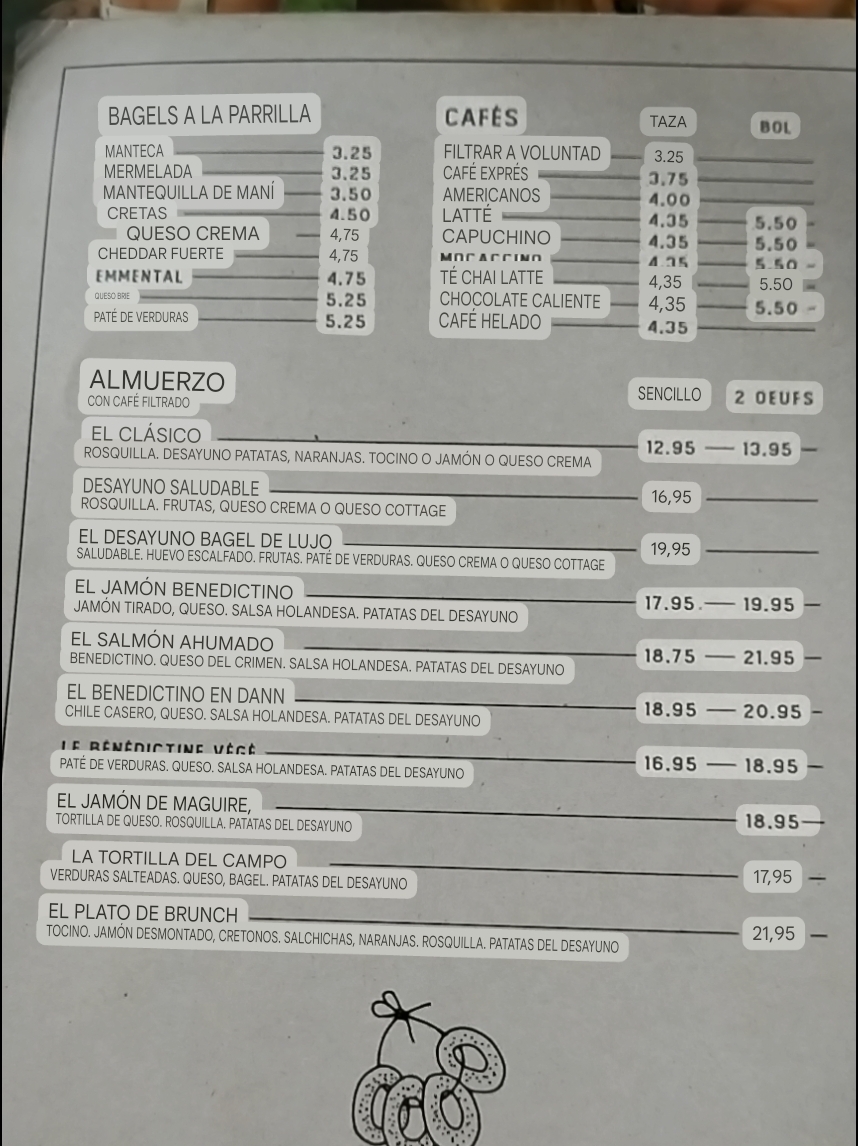 BAGELS A LA PARRILLA
MANTECA 3.25
MERMELADA 3.25
MANTEQUILLA DE MANÍ 3.50
CRETAS 4.50
QUESO CREMA 4,75
CHEDDAR FUERTE 4,75
EMMENTAL 4.75
QUESO BRIE 5.25
PATÉ DE VERDURAS 5.25
CAFÉS TAZA BOL
FILTRAR A VOLUNTAD 3.25
CAFÉ EXPRÉS 3.75
AMERICANOS 4.00
LATTÉ 4.35 5.50
CAPUCHINO 4.35 5.50
MOCACCINO 4.35 5.50
TÉ CHAI LATTE 4,35 5.50
CHOCOLATE CALIENTE 4,35 5.50
CAFÉ HELADO 4.35
ALMUERZO SENCILLO 2 OEUFS
CON CAFÉ FILTRADO
EL CLÁSICO 12.95 13.95
ROSQUILLA. DESAYUNO PATATAS, NARANJAS. TOCINO O JAMÓN O QUESO CREMA
DESAYUNO SALUDABLE 16,95
ROSQUILLA. FRUTAS, QUESO CREMA O QUESO COTTAGE
EL DESAYUNO BAGEL DE LUJO 19,95
SALUDABLE. HUEVO ESCALFADO. FRUTAS. PATÉ DE VERDURAS. QUESO CREMA O QUESO COTTAGE
EL JAMÓN BENEDICTINO 17.95 19.95
JAMÓN TIRADO, QUESO. SALSA HOLANDESA. PATATAS DEL DESAYUNO
EL SALMÓN AHUMADO 18.75 21.95
BENEDICTINO. QUESO DEL CRIMEN. SALSA HOLANDESA. PATATAS DEL DESAYUNO
EL BENEDICTINO EN DANN 18.95 20.95
CHILE CASERO, QUESO. SALSA HOLANDESA. PATATAS DEL DESAYUNO
LE BÉNÉDICTINE VÉGÉ 16.95 18.95
PATÉ DE VERDURAS. QUESO. SALSA HOLANDESA. PATATAS DEL DESAYUNO
EL JAMÓN DE MAGUIRE, 18.95
TORTILLA DE QUESO. ROSQUILLA. PATATAS DEL DESAYUNO
LA TORTILLA DEL CAMPO 17,95
VERDURAS SALTEADAS. QUESO, BAGEL. PATATAS DEL DESAYUNO
EL PLATO DE BRUNCH 21,95
TOCINO. JAMÓN DESMONTADO, CRETONOS. SALCHICHAS, NARANJAS. ROSQUILLA. PATATAS DEL DESAYUNO